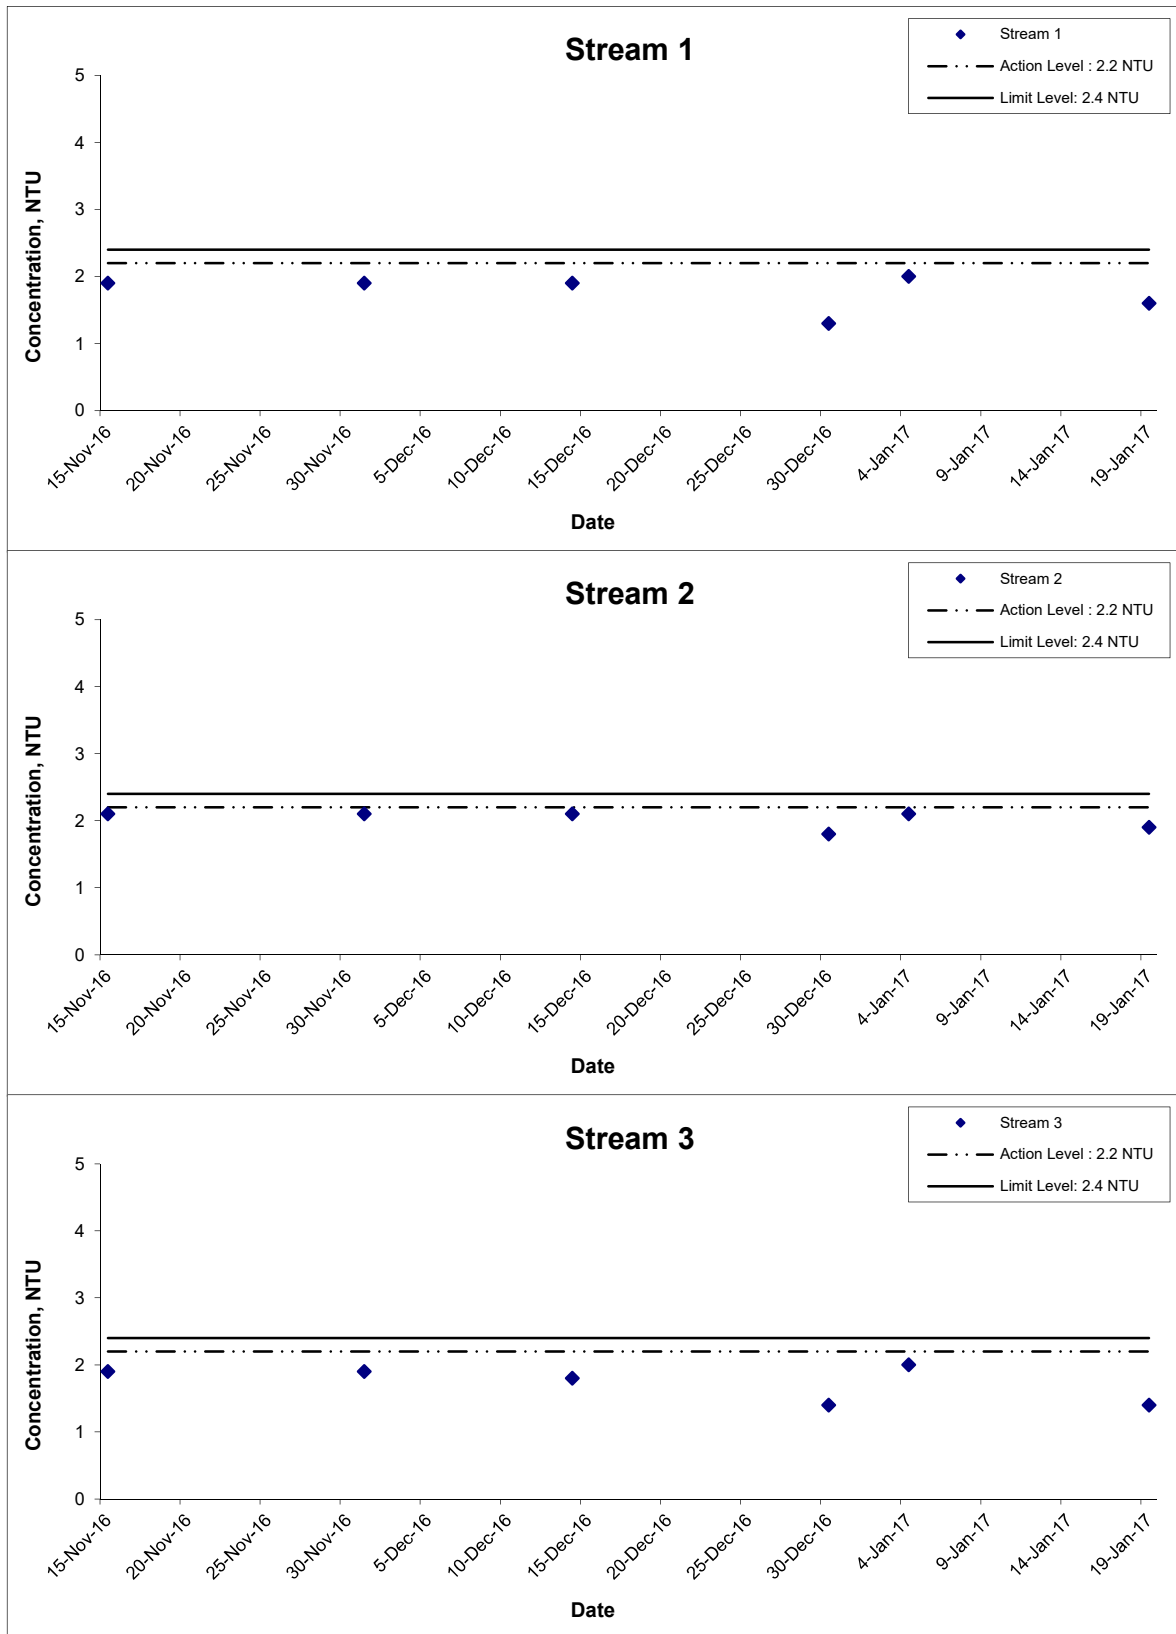 Stream 1
Stream 1
Action Level : 2.2 NTU
Limit Level: 2.4 NTU
Concentration, NTU
5
4
3
2
1
0
15-Nov-16
20-Nov-16
25-Nov-16
30-Nov-16
5-Dec-16
10-Dec-16
15-Dec-16
20-Dec-16
25-Dec-16
30-Dec-16
4-Jan-17
9-Jan-17
14-Jan-17
19-Jan-17
Date
Stream 2
Stream 2
Action Level : 2.2 NTU
Limit Level: 2.4 NTU
Concentration, NTU
5
4
3
2
1
0
15-Nov-16
20-Nov-16
25-Nov-16
30-Nov-16
5-Dec-16
10-Dec-16
15-Dec-16
20-Dec-16
25-Dec-16
30-Dec-16
4-Jan-17
9-Jan-17
14-Jan-17
19-Jan-17
Date
Stream 3
Stream 3
Action Level : 2.2 NTU
Limit Level: 2.4 NTU
Concentration, NTU
5
4
3
2
1
0
15-Nov-16
20-Nov-16
25-Nov-16
30-Nov-16
5-Dec-16
10-Dec-16
15-Dec-16
20-Dec-16
25-Dec-16
30-Dec-16
4-Jan-17
9-Jan-17
14-Jan-17
19-Jan-17
Date